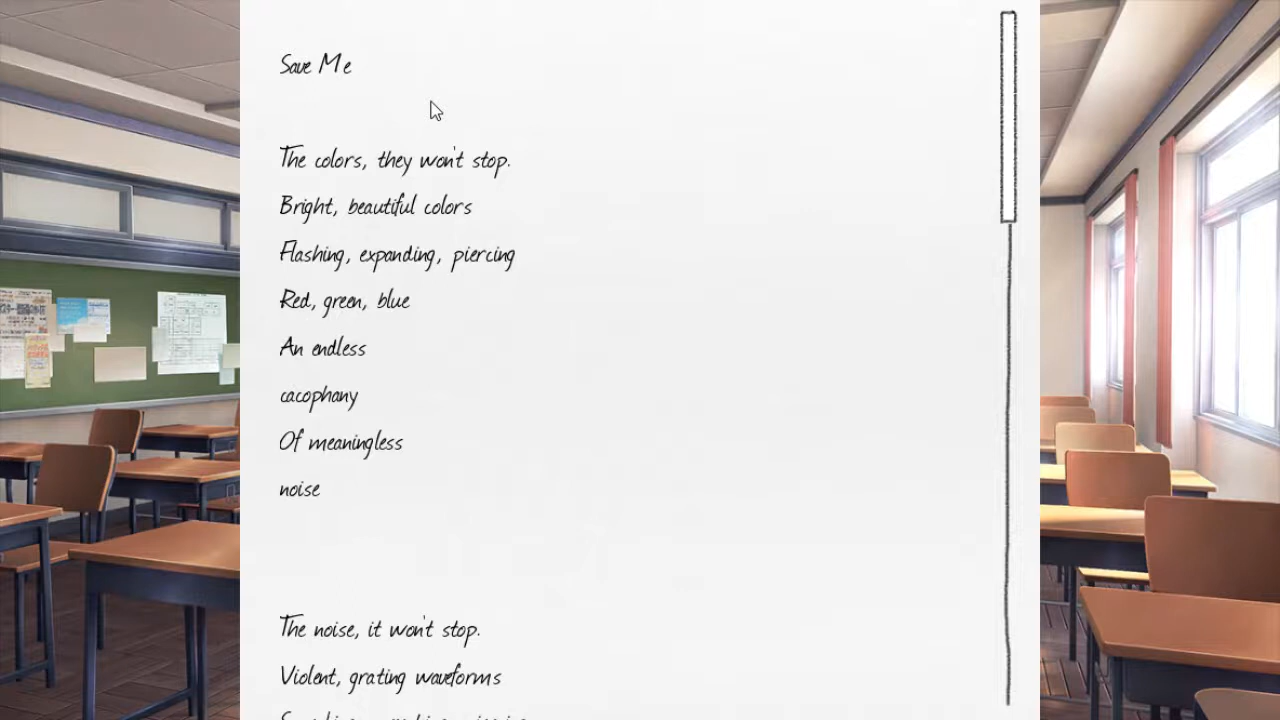 Save Me
The colors, they won't stop.
Bright, beautiful colors
Flashing, expanding, piercing
Red, green, blue
An endless
cacophany
Of meaningless
noise
The noise, it won't stop.
Violent, grating waveforms